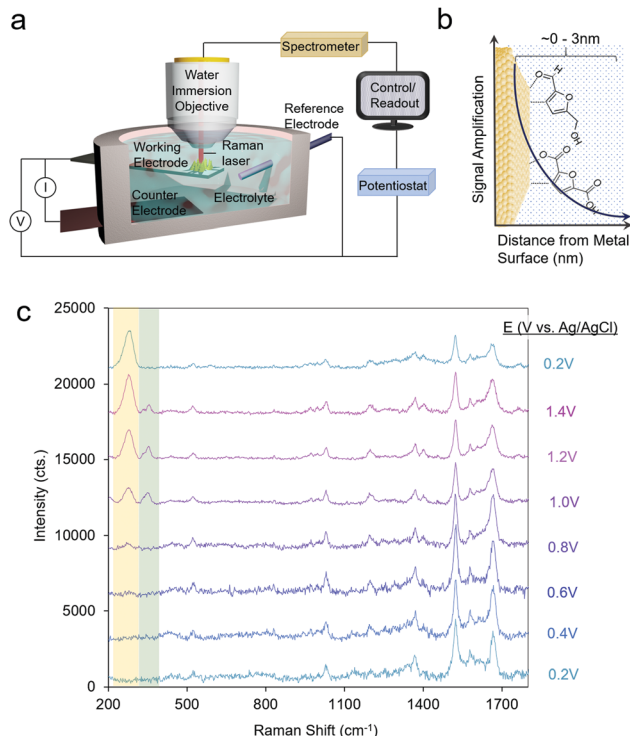 a
Spectrometer
Water
Immersion
Objective
Control/
Readout
Reference
Electrode
Working
Electrode
Raman
laser
I
Counter
Electrode
Electrolyte
Potentiostat
V
b
~0 - 3nm
Signal Amplification
O
H
O
OH
O
O
O
O
OH
Distance from Metal
Surface (nm)
c
E (V vs. Ag/AgCl)
25000
20000
15000
10000
5000
0
Intensity (cts.)
0.2V
1.4V
1.2V
1.0V
0.8V
0.6V
0.4V
0.2V
200
500
800
1100
1400
1700
Raman Shift (cm⁻¹)